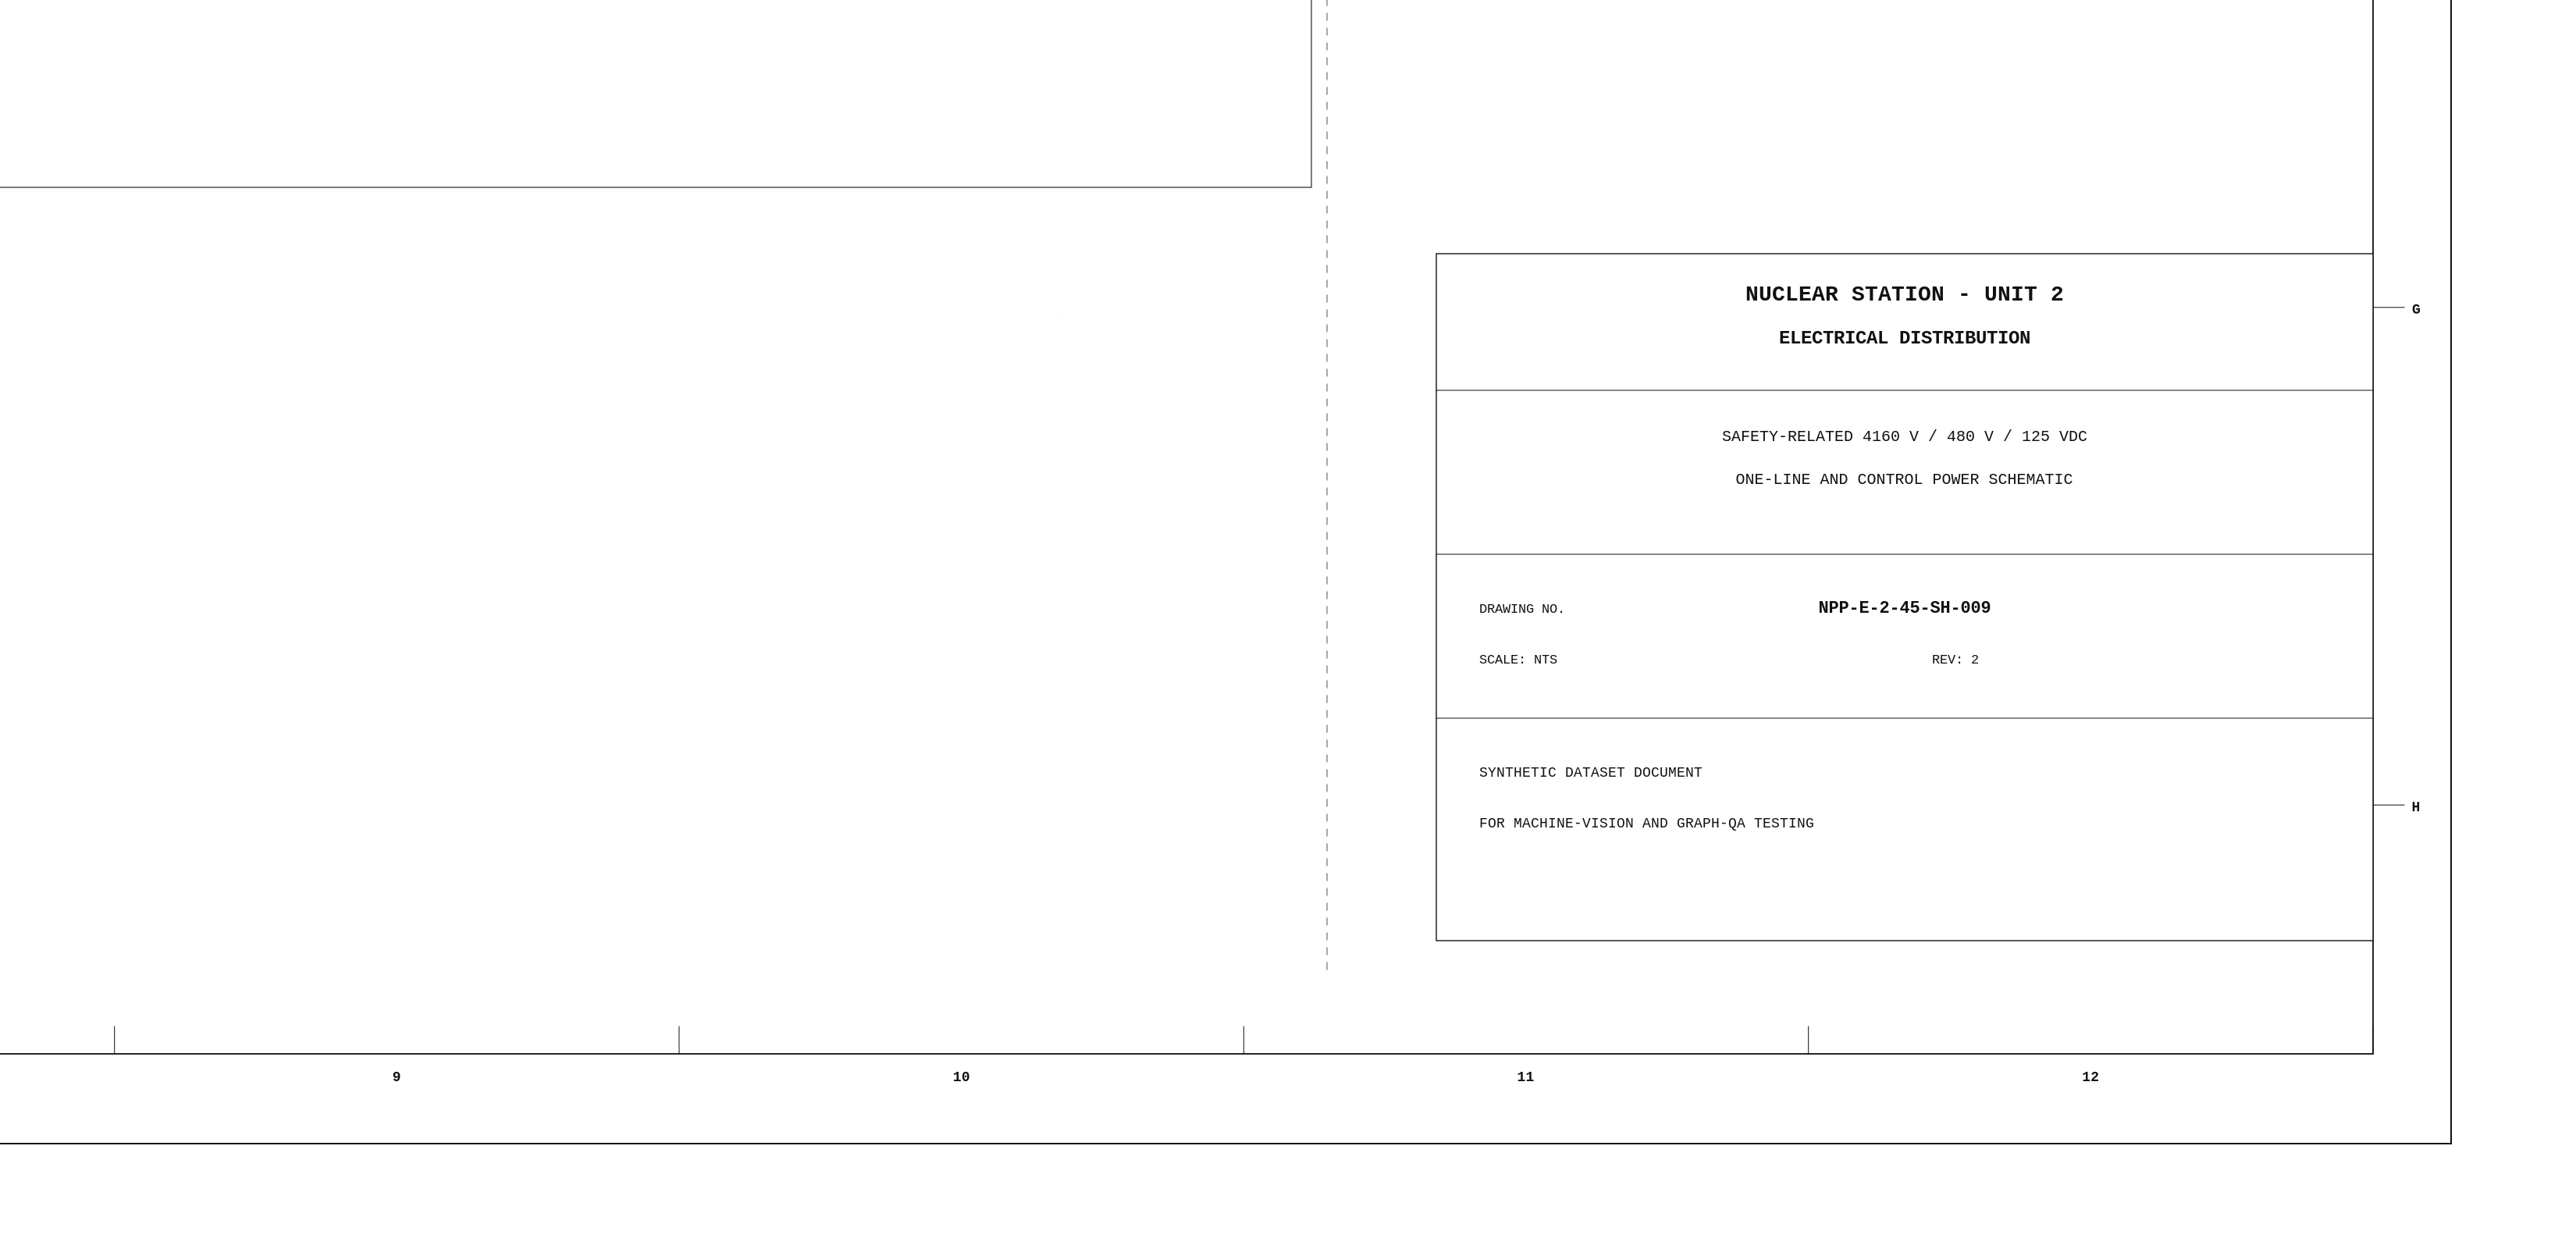 NUCLEAR STATION - UNIT 2
ELECTRICAL DISTRIBUTION
G
SAFETY-RELATED 4160 V / 480 V / 125 VDC
ONE-LINE AND CONTROL POWER SCHEMATIC
DRAWING NO. NPP-E-2-45-SH-009
SCALE: NTS REV: 2
SYNTHETIC DATASET DOCUMENT
H
FOR MACHINE-VISION AND GRAPH-QA TESTING
9 10 11 12